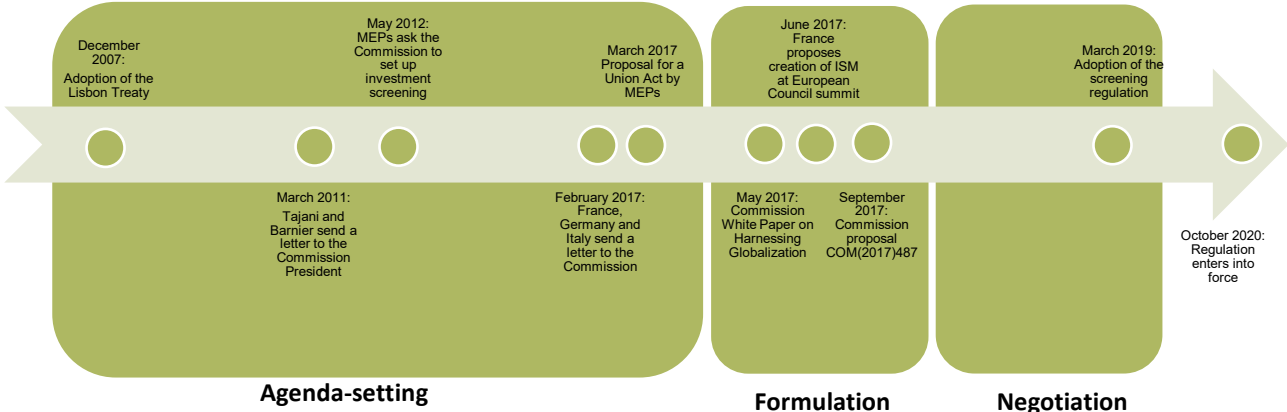 December
2007:
Adoption of the
Lisbon Treaty
May 2012:
MEPs ask the
Commission to
set up
investment
screening
March 2017
Proposal for a
Union Act by
MEPs
June 2017:
France
proposes
creation of ISM
at European
Council summit
March 2019:
Adoption of the
screening
regulation
March 2011:
Tajani and
Barnier send a
letter to the
Commission
President
February 2017:
France,
Germany and
Italy send a
letter to the
Commission
May 2017:
Commission
White Paper on
Harnessing
Globalization
September
2017:
Commission
proposal
COM(2017)487
October 2020:
Regulation
enters into
force
Agenda-setting
Formulation
Negotiation